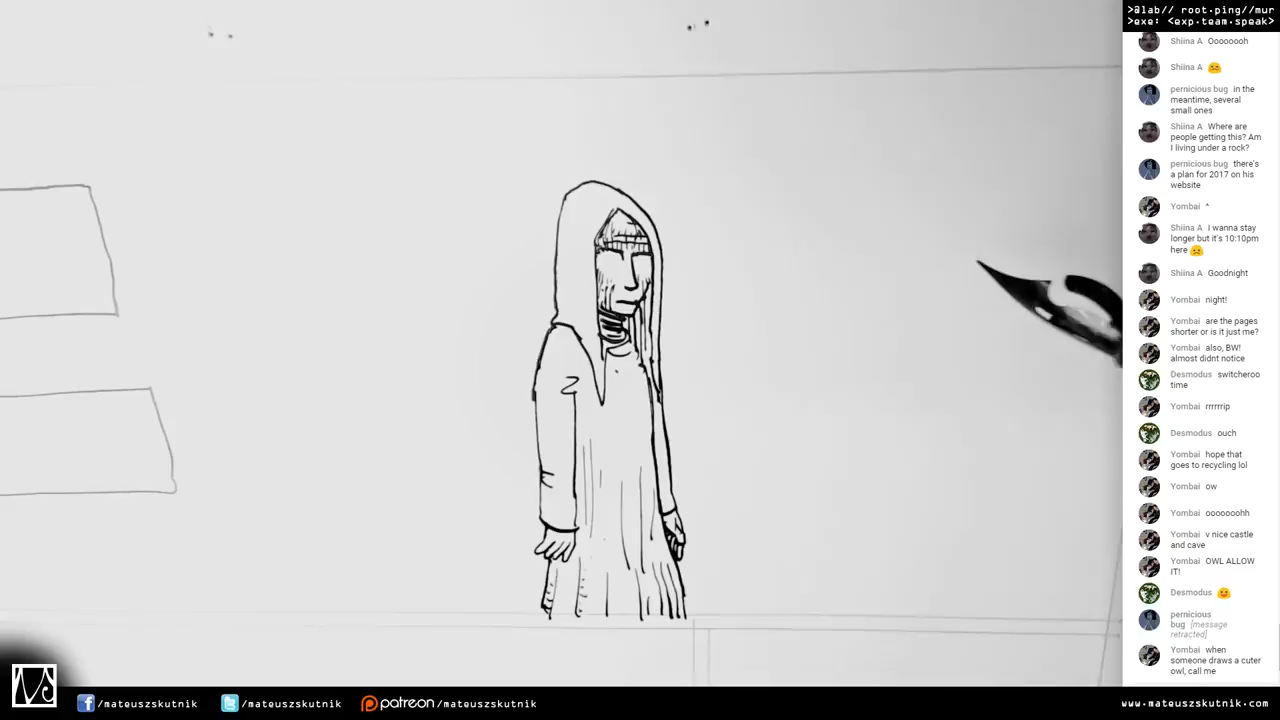 >@lab// root.ping//mur
>exe: <exp.team.speak>
Shiina A Oooooooh
Shiina A
pernicious bug in the
meantime, several
small ones
Shiina A Where are
people getting this? Am
I living under a rock?
pernicious bug there's
a plan for 2017 on his
website
Yombai ^
Shiina A I wanna stay
longer but it's 10:10pm
here
Shiina A Goodnight
Yombai night!
Yombai are the pages
shorter or is it just me?
Yombai also, BW!
almost didnt notice
Desmodus switcheroo
time
Yombai rrrrrrip
Desmodus ouch
Yombai hope that
goes to recycling lol
Yombai ow
Yombai ooooooohh
Yombai v nice castle
and cave
Yombai OWL ALLOW
IT!
Desmodus
pernicious
bug [message
retracted]
Yombai when
someone draws a cuter
owl, call me
/mateuszskutnik /mateuszskutnik patreon/mateuszskutnik www.mateuszskutnik.com